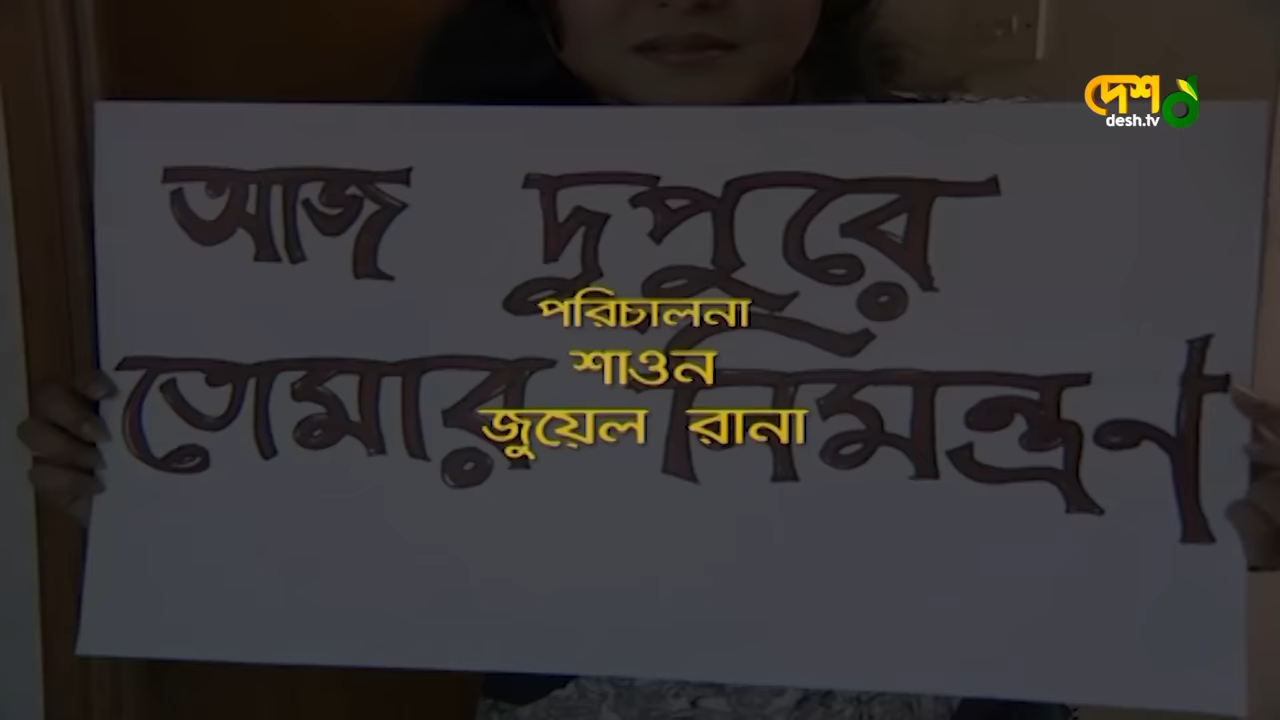 দেশ
desh.tv
আজ দুপুরে
তোমার নিমন্ত্রণ
পরিচালনা
শাওন
জুয়েল রানা